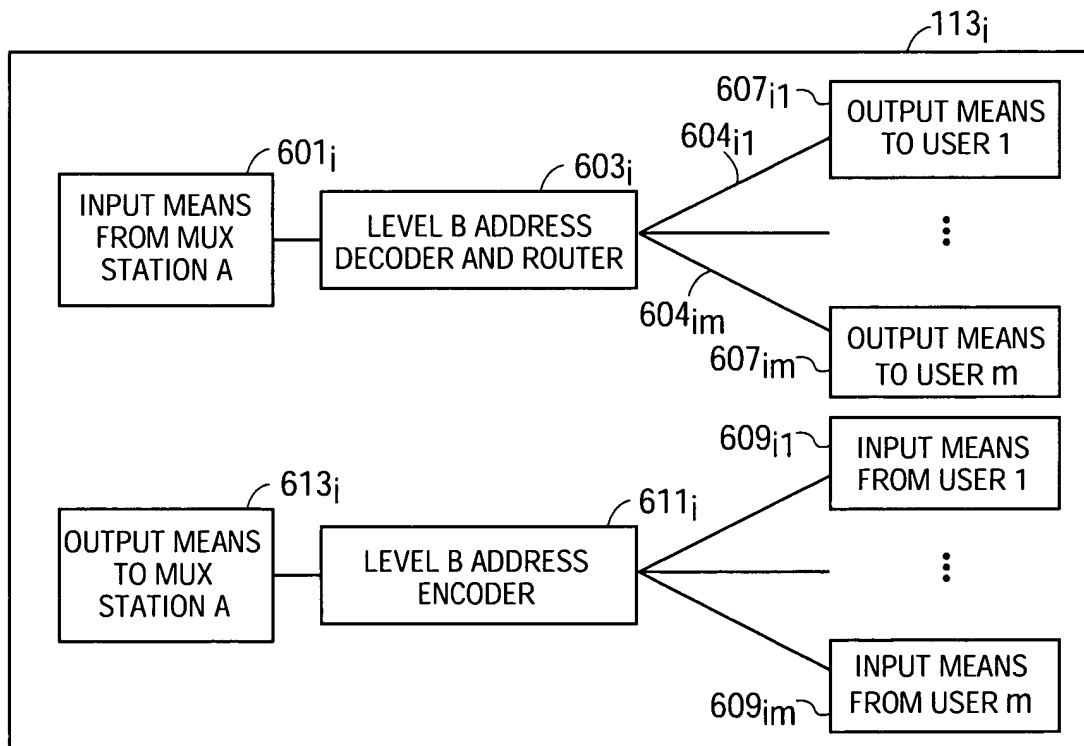 113i
607i1
OUTPUT MEANS
TO USER 1
604i1
601i
603i
INPUT MEANS
FROM MUX
STATION A
LEVEL B ADDRESS
DECODER AND ROUTER
604im
OUTPUT MEANS
TO USER m
607im
609i1
INPUT MEANS
FROM USER 1
613i
611i
OUTPUT MEANS
TO MUX
STATION A
LEVEL B ADDRESS
ENCODER
INPUT MEANS
FROM USER m
609im